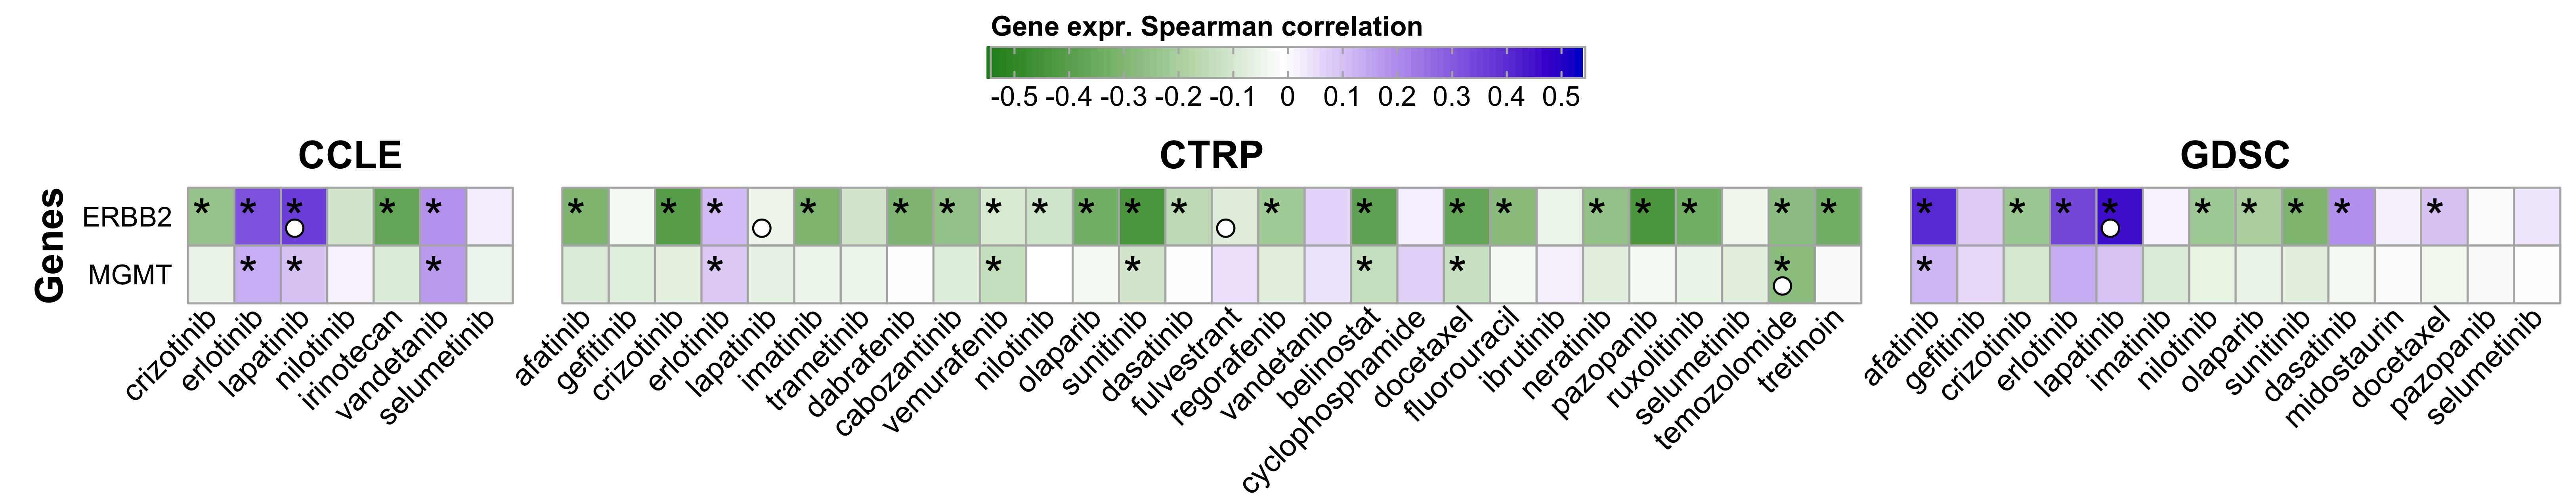 Gene expr. Spearman correlation
-0.5 -0.4 -0.3 -0.2 -0.1 0 0.1 0.2 0.3 0.4 0.5
CCLE CTRP GDSC
Genes
ERBB2
* * * * * * * * * * * * * * * * * * * * * * * * * * * * * * * * *
MGMT
* * * * * * * * * *
crizotinib erlotinib lapatinib nilotinib irinotecan vandetanib selumetinib
afatinib gefitinib crizotinib erlotinib lapatinib imatinib trametinib dabrafenib cabozantinib vemurafenib nilotinib olaparib sunitinib dasatinib fulvestrant regorafenib vandetanib belinostat cyclophosphamide docetaxel fluorouracil ibrutinib neratinib pazopanib ruxolitinib selumetinib temozolomide tretinoin
afatinib gefitinib crizotinib erlotinib lapatinib imatinib nilotinib olaparib sunitinib dasatinib midostaurin docetaxel pazopanib selumetinib